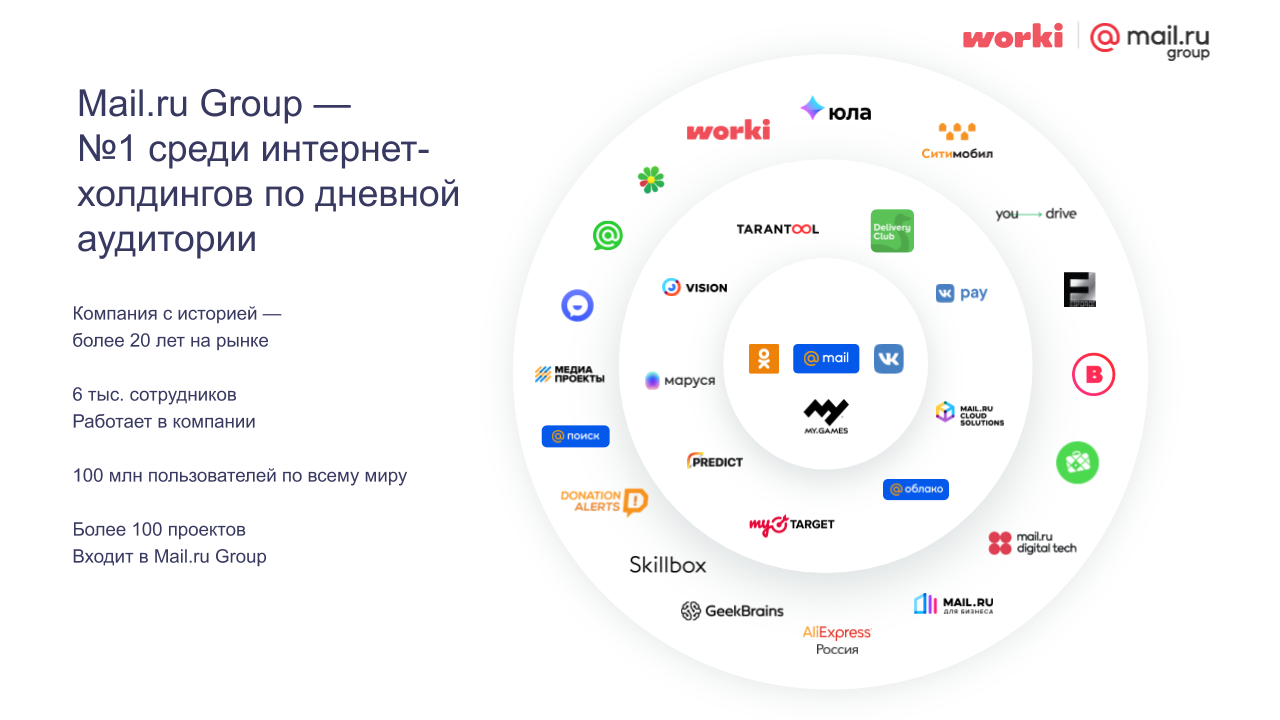 worki
@mail.ru
group
Mail.ru Group —
№1 среди интернет-
холдингов по дневной
аудитории
Компания с историей —
более 20 лет на рынке
6 тыс. сотрудников
Работает в компании
100 млн пользователей по всему миру
Более 100 проектов
Входит в Mail.ru Group
worki
юла
Ситимобил
you drive
B
mail.ru
digital tech
MAIL.RU
ДЛЯ БИЗНЕСА
AliExpress
Россия
GeekBrains
Skillbox
DONATION
ALERTS
@поиск
МЕДИА
ПРОЕКТЫ
TARANTOOL
Delivery
Club
VK pay
MAIL.RU
CLOUD
SOLUTIONS
@облако
myTARGET
PREDICT
маруся
VISION
@mail
VK
MY.GAMES